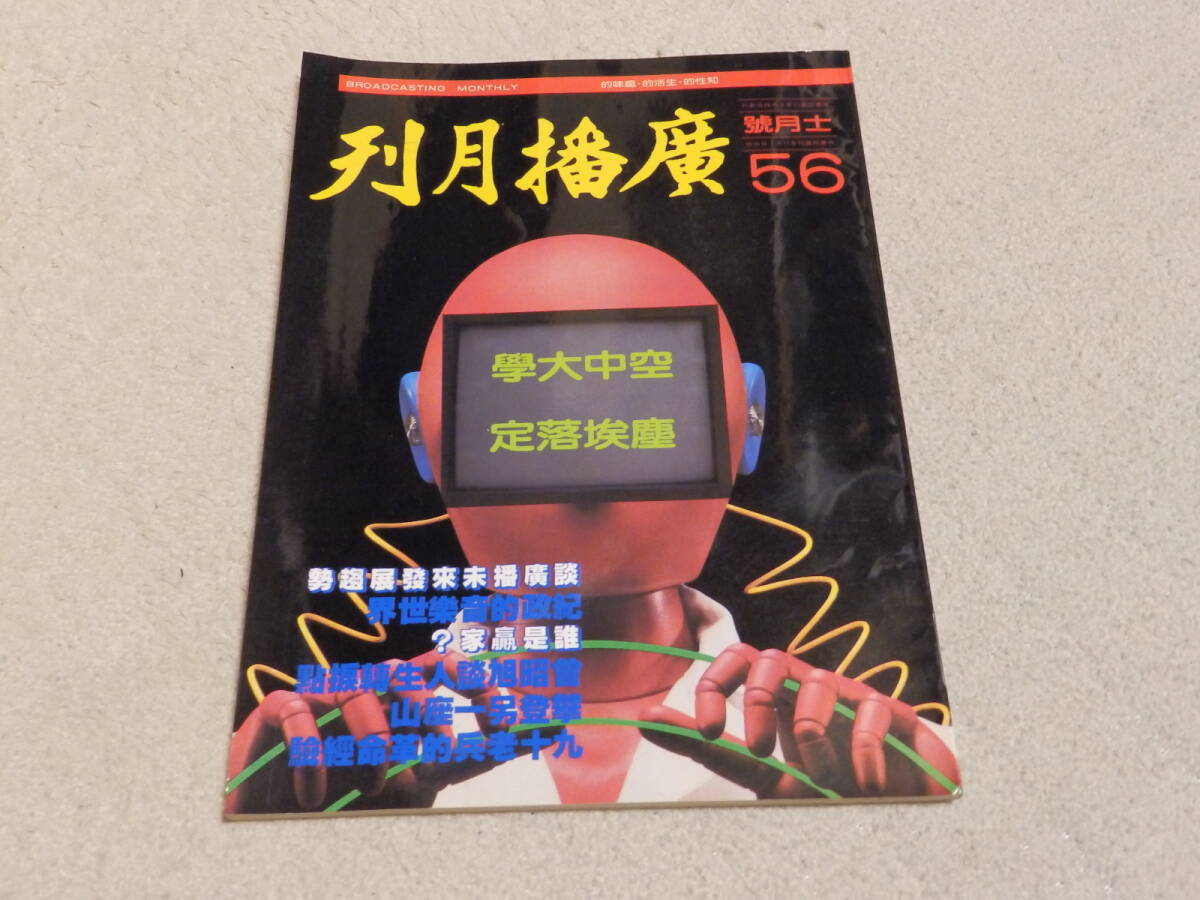 BROADCASTING MONTHLY
知性的·生活的·趣味的
廣播月刊
十一月號
56
空中大學
塵埃落定
談廣播未來發展趨勢
紀政的音樂世界
誰是贏家?
曾昭旭談人生轉捩點
攀登另一座山
九十老兵的革命經驗